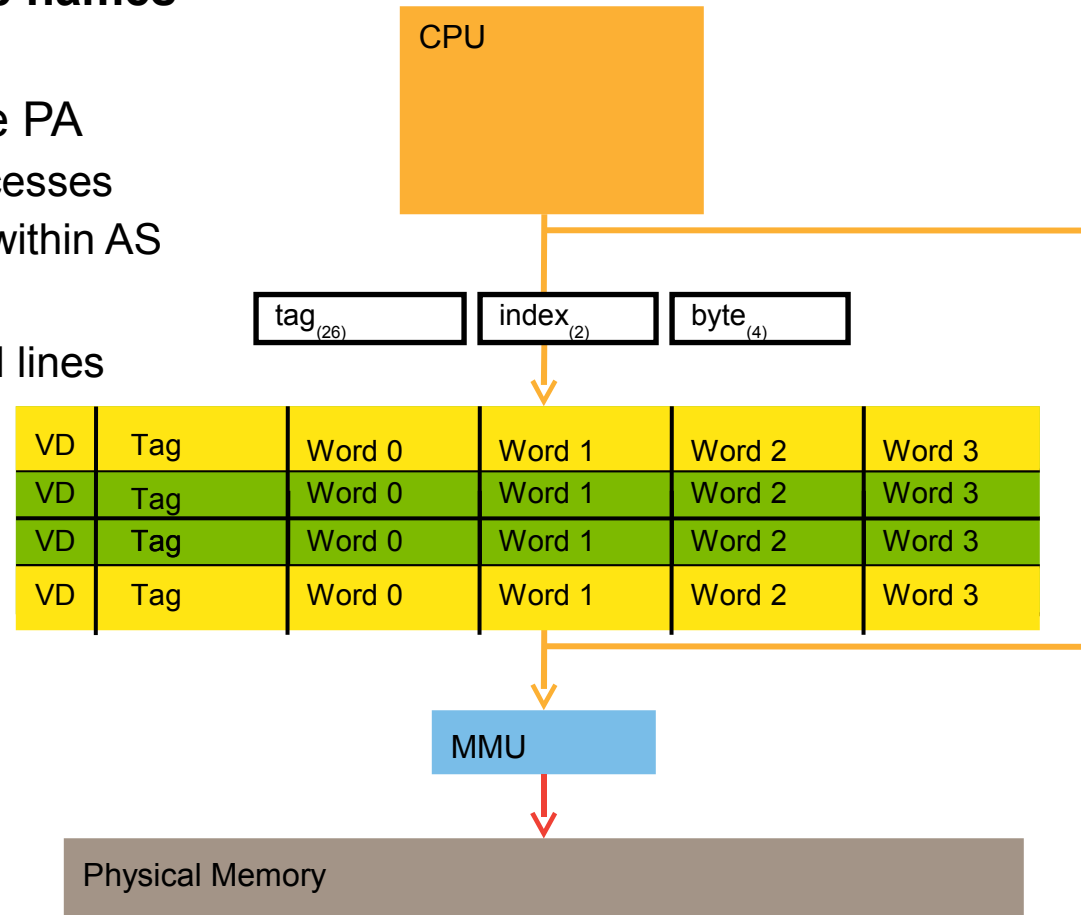 names
CPU
PA
within AS
lines
tag(26) index(2) byte(4)
VD Tag Word 0 Word 1 Word 2 Word 3
VD Tag Word 0 Word 1 Word 2 Word 3
VD Tag Word 0 Word 1 Word 2 Word 3
VD Tag Word 0 Word 1 Word 2 Word 3
MMU
Physical Memory